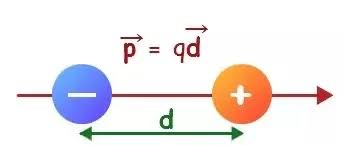 p⃗ = qd⃗
− +
d